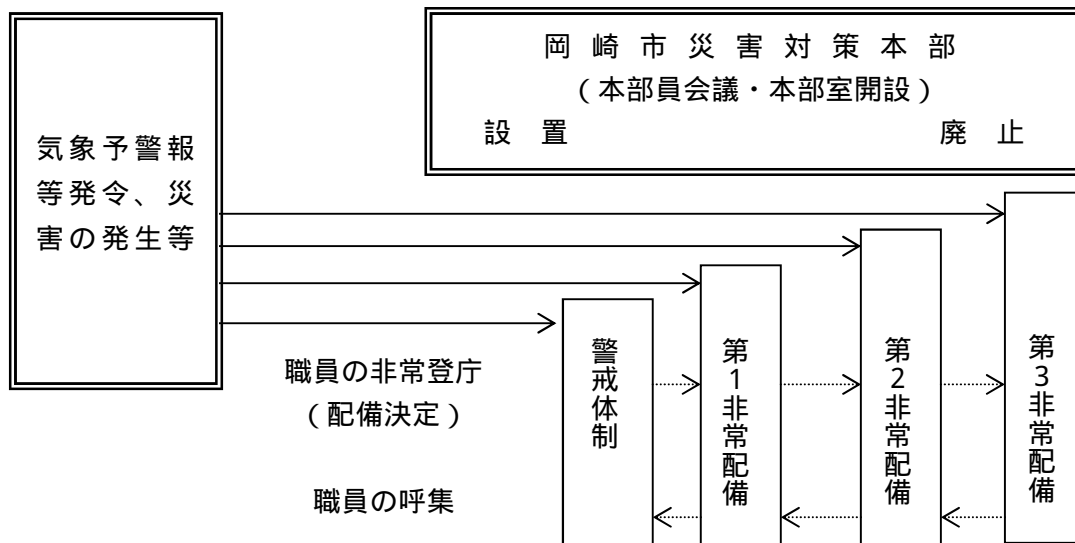 岡崎市災害対策本部
（本部員会議・本部室開設）
設置　廃止
気象予警報
等発令、災
害の発生等
職員の非常登庁
（配備決定）
職員の呼集
警戒体制
第1非常配備
第2非常配備
第3非常配備